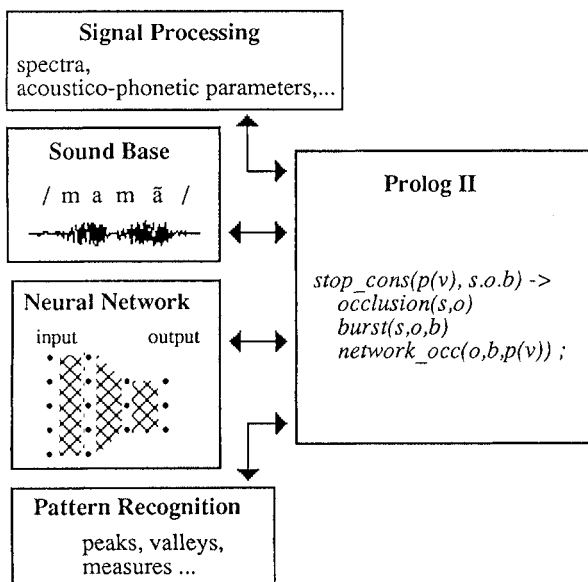 Signal Processing
spectra,
acoustico-phonetic parameters,...
Sound Base
/ m a m ã /
Neural Network
input output
Pattern Recognition
peaks, valleys,
measures ...
Prolog II
stop_cons(p(v), s.o.b) ->
occlusion(s,o)
burst(s,o,b)
network_occ(o,b,p(v)) ;